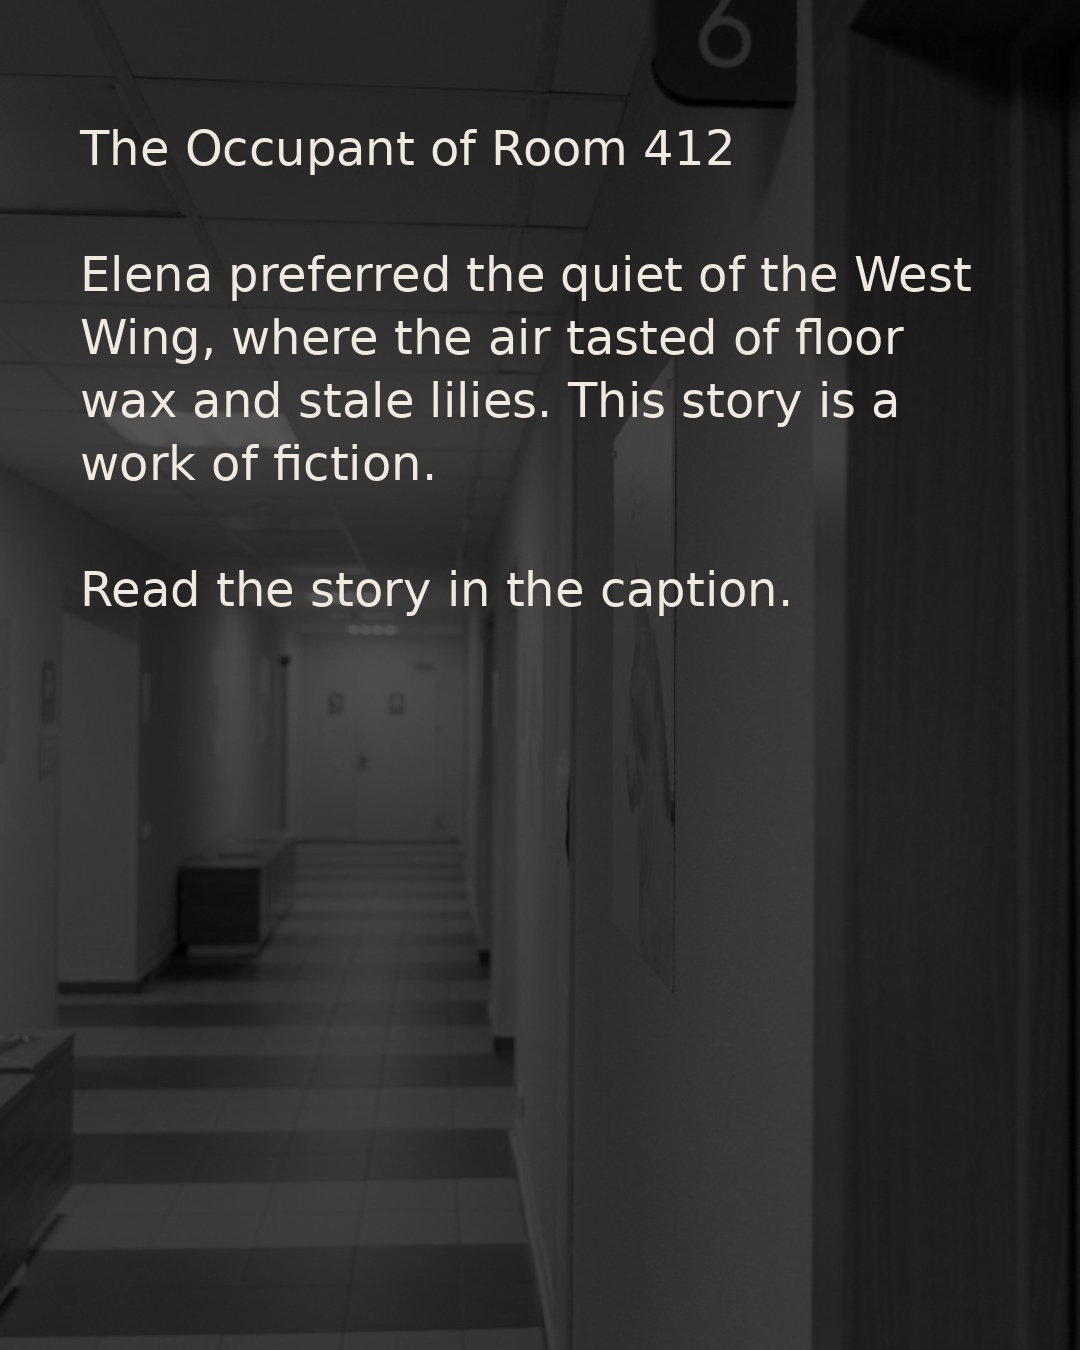 6
The Occupant of Room 412
Elena preferred the quiet of the West
Wing, where the air tasted of floor
wax and stale lilies. This story is a
work of fiction.
Read the story in the caption.